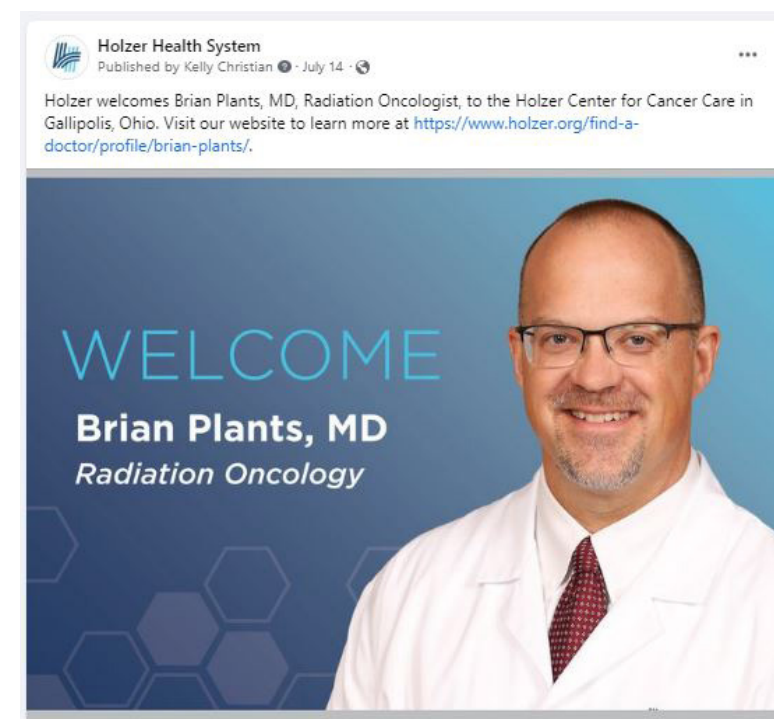 Holzer Health System
Published by Kelly Christian · July 14 ·
Holzer welcomes Brian Plants, MD, Radiation Oncologist, to the Holzer Center for Cancer Care in
Gallipolis, Ohio. Visit our website to learn more at https://www.holzer.org/find-a-
doctor/profile/brian-plants/.
WELCOME
Brian Plants, MD
Radiation Oncology